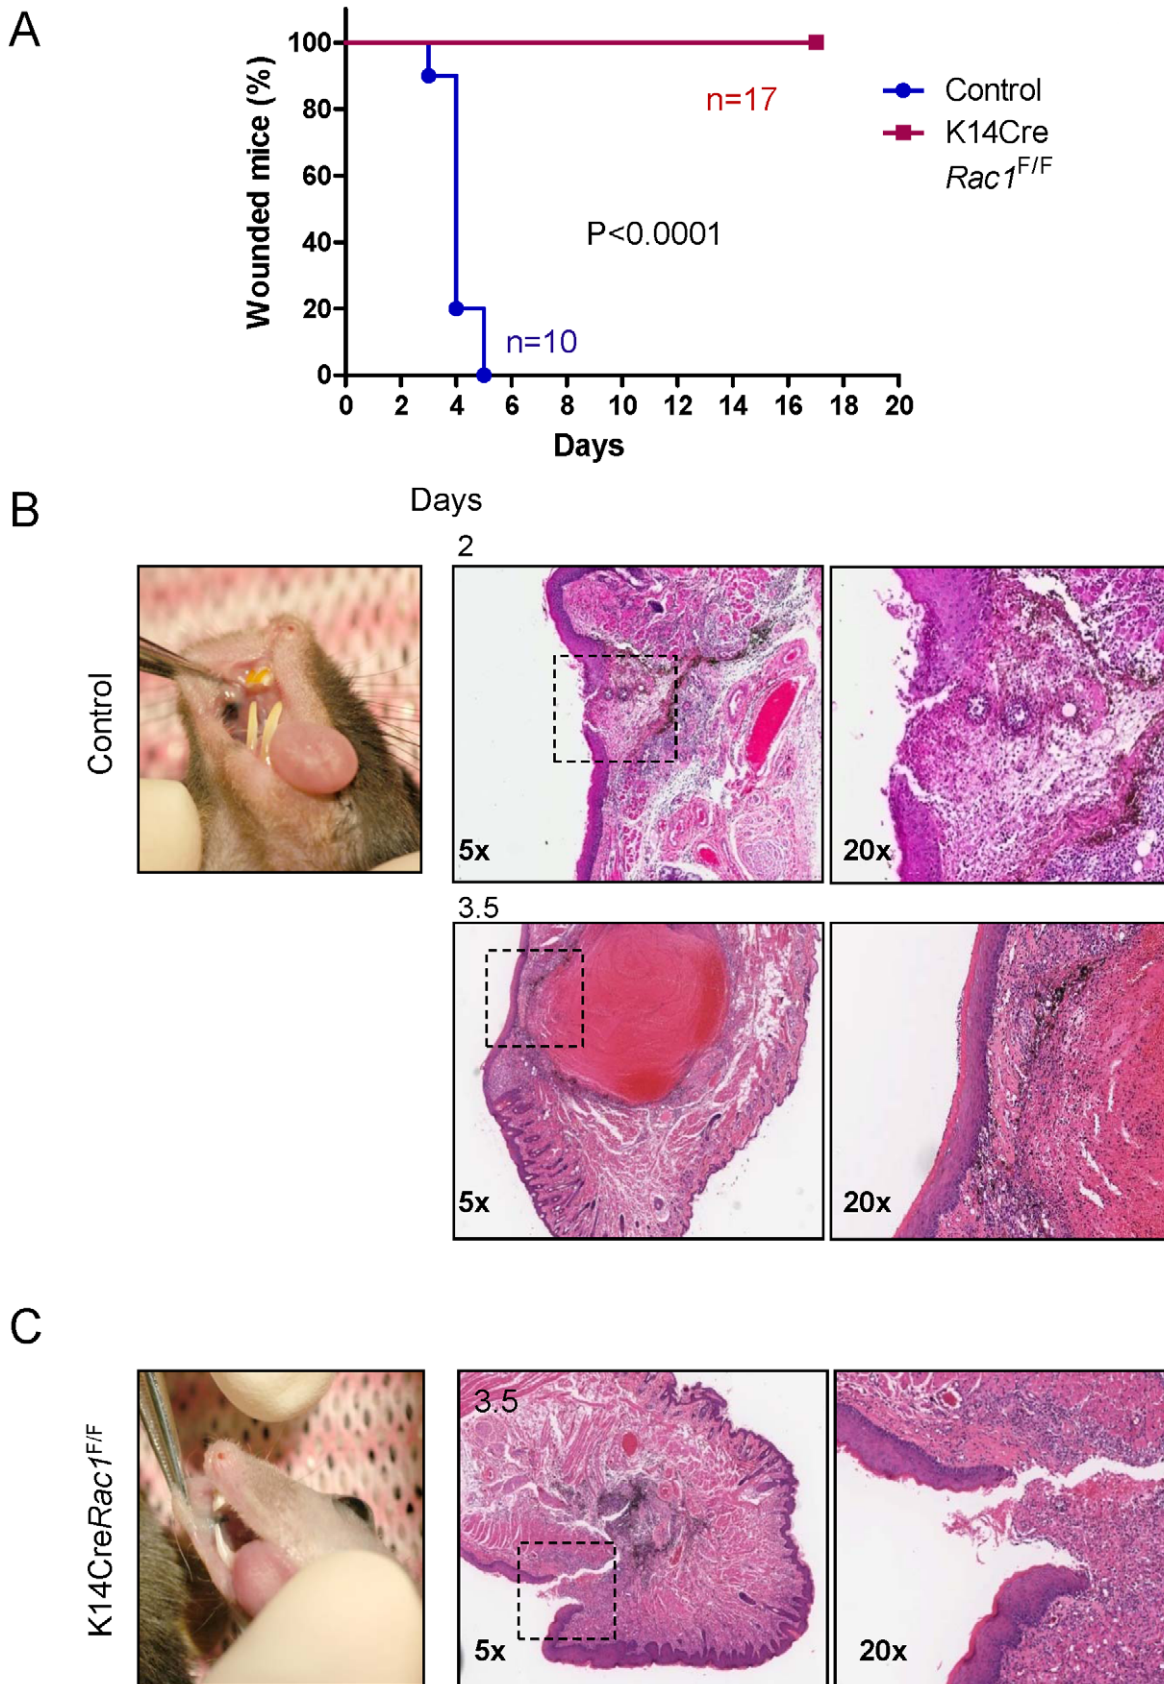 A
Wounded mice (%)
100
80
60
40
20
0
0 2 4 6 8 10 12 14 16 18 20
Days
n=17
n=10
P<0.0001
Control
K14Cre
Rac1F/F
B
Days
Control
2
5x
20x
3.5
5x
20x
C
K14CreRac1F/F
3.5
5x
20x